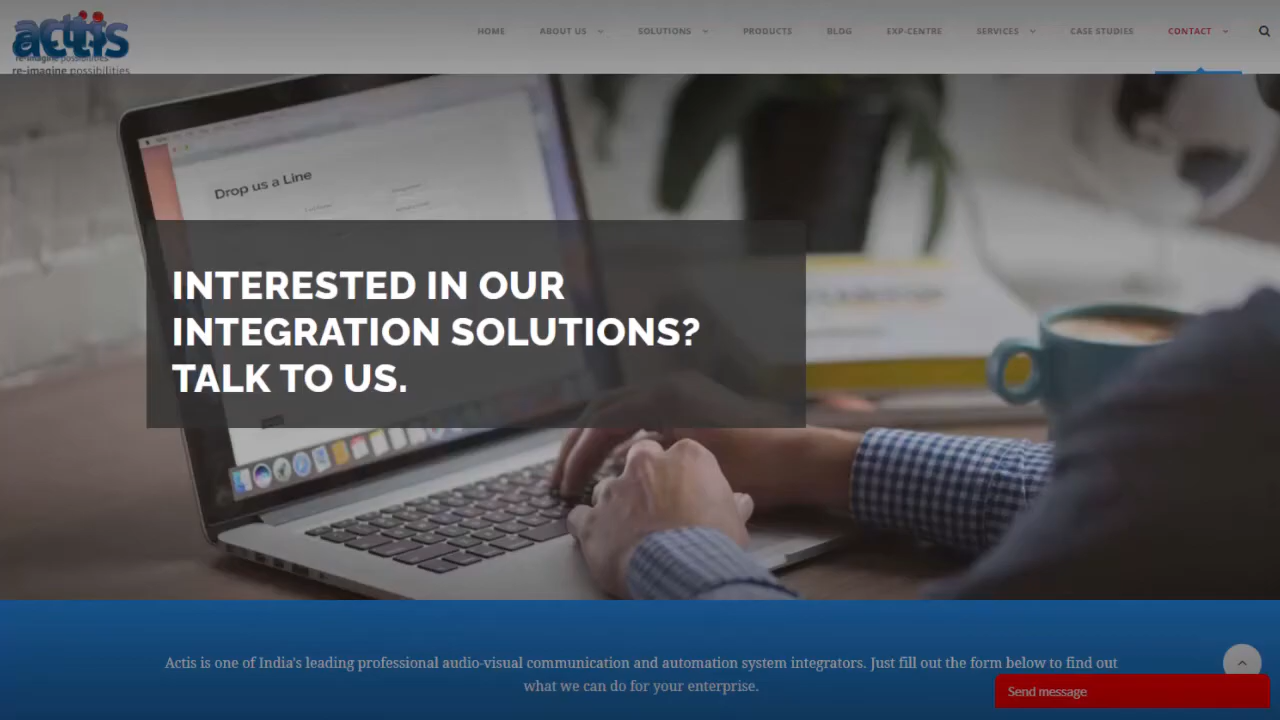 actis
re-imagine possibilities
re-imagine possibilities
HOME ABOUT US SOLUTIONS PRODUCTS BLOG EXP-CENTRE SERVICES CASE STUDIES CONTACT
Drop us a Line
INTERESTED IN OUR
INTEGRATION SOLUTIONS?
TALK TO US.
Actis is one of India's leading professional audio-visual communication and automation system integrators. Just fill out the form below to find out
what we can do for your enterprise.
Send message